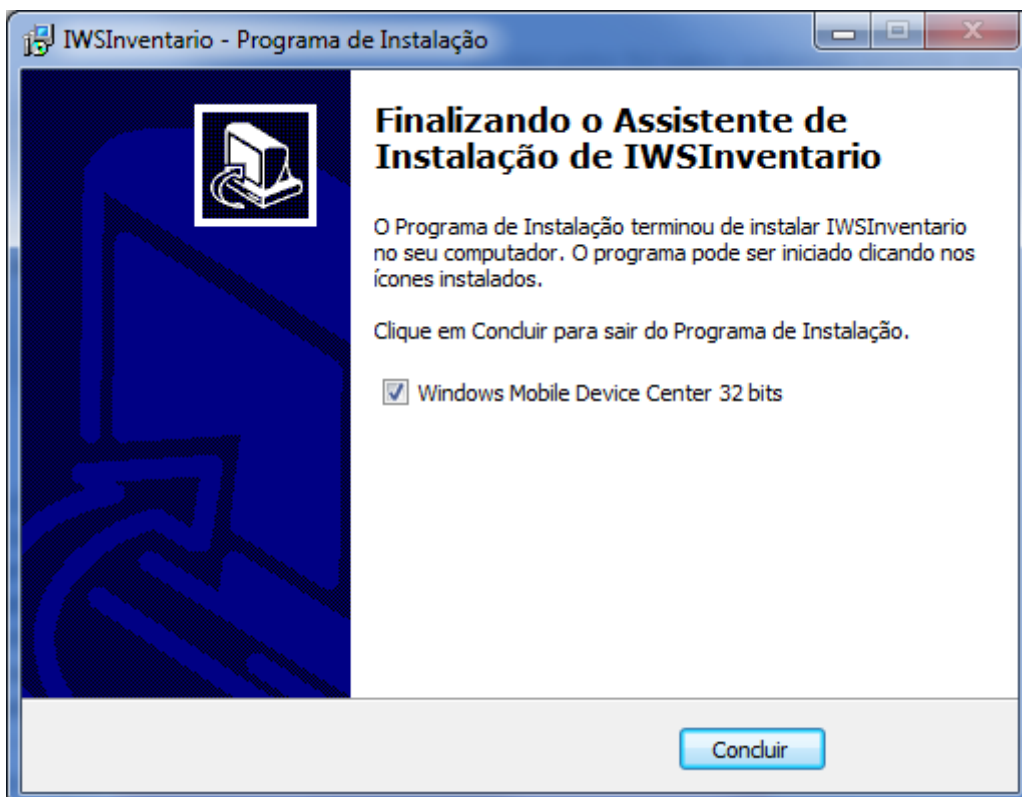 IWSInventario - Programa de Instalação
Finalizando o Assistente de
Instalação de IWSInventario
O Programa de Instalação terminou de instalar IWSInventario
no seu computador. O programa pode ser iniciado clicando nos
ícones instalados.
Clique em Concluir para sair do Programa de Instalação.
Windows Mobile Device Center 32 bits
Concluir